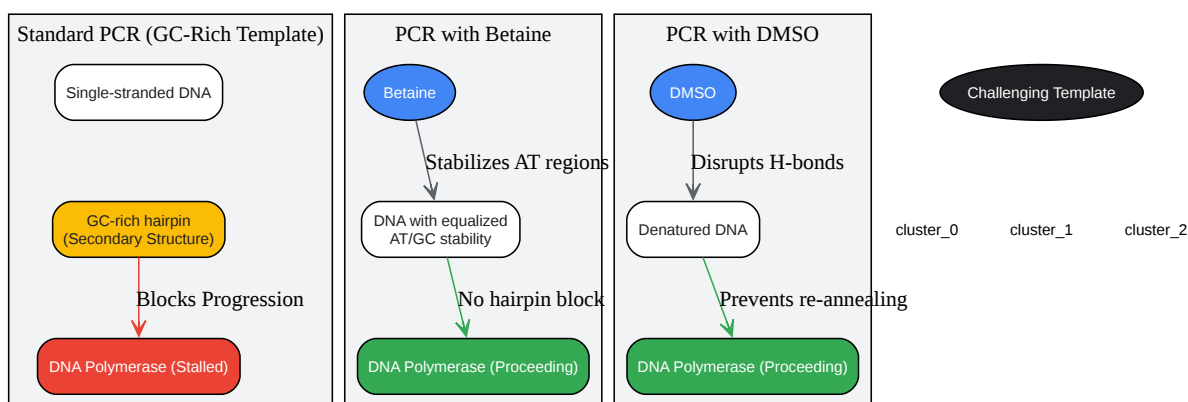 Standard PCR (GC-Rich Template)
Single-stranded DNA
GC-rich hairpin
(Secondary Structure)
Blocks Progression
DNA Polymerase (Stalled)
PCR with Betaine
Betaine
Stabilizes AT regions
DNA with equalized
AT/GC stability
No hairpin block
DNA Polymerase (Proceeding)
PCR with DMSO
DMSO
Disrupts H-bonds
Denatured DNA
Prevents re-annealing
DNA Polymerase (Proceeding)
Challenging Template
cluster_0
cluster_1
cluster_2